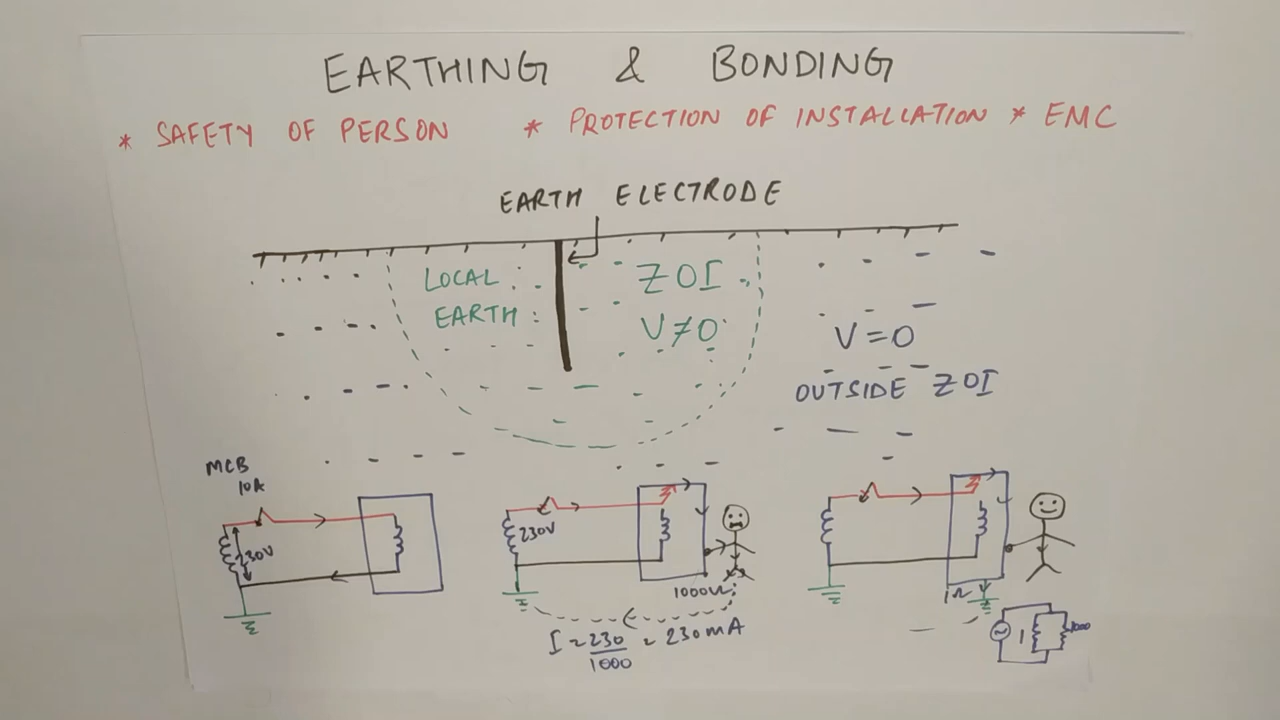 EARTHING & BONDING
* SAFETY OF PERSON * PROTECTION OF INSTALLATION * EMC
EARTH ELECTRODE
LOCAL EARTH
ZOI
V≠0
V=0
OUTSIDE ZOI
MCB
10A
230V
230V
1000Ω
I = 230/1000 = 230mA
1Ω
1
1000